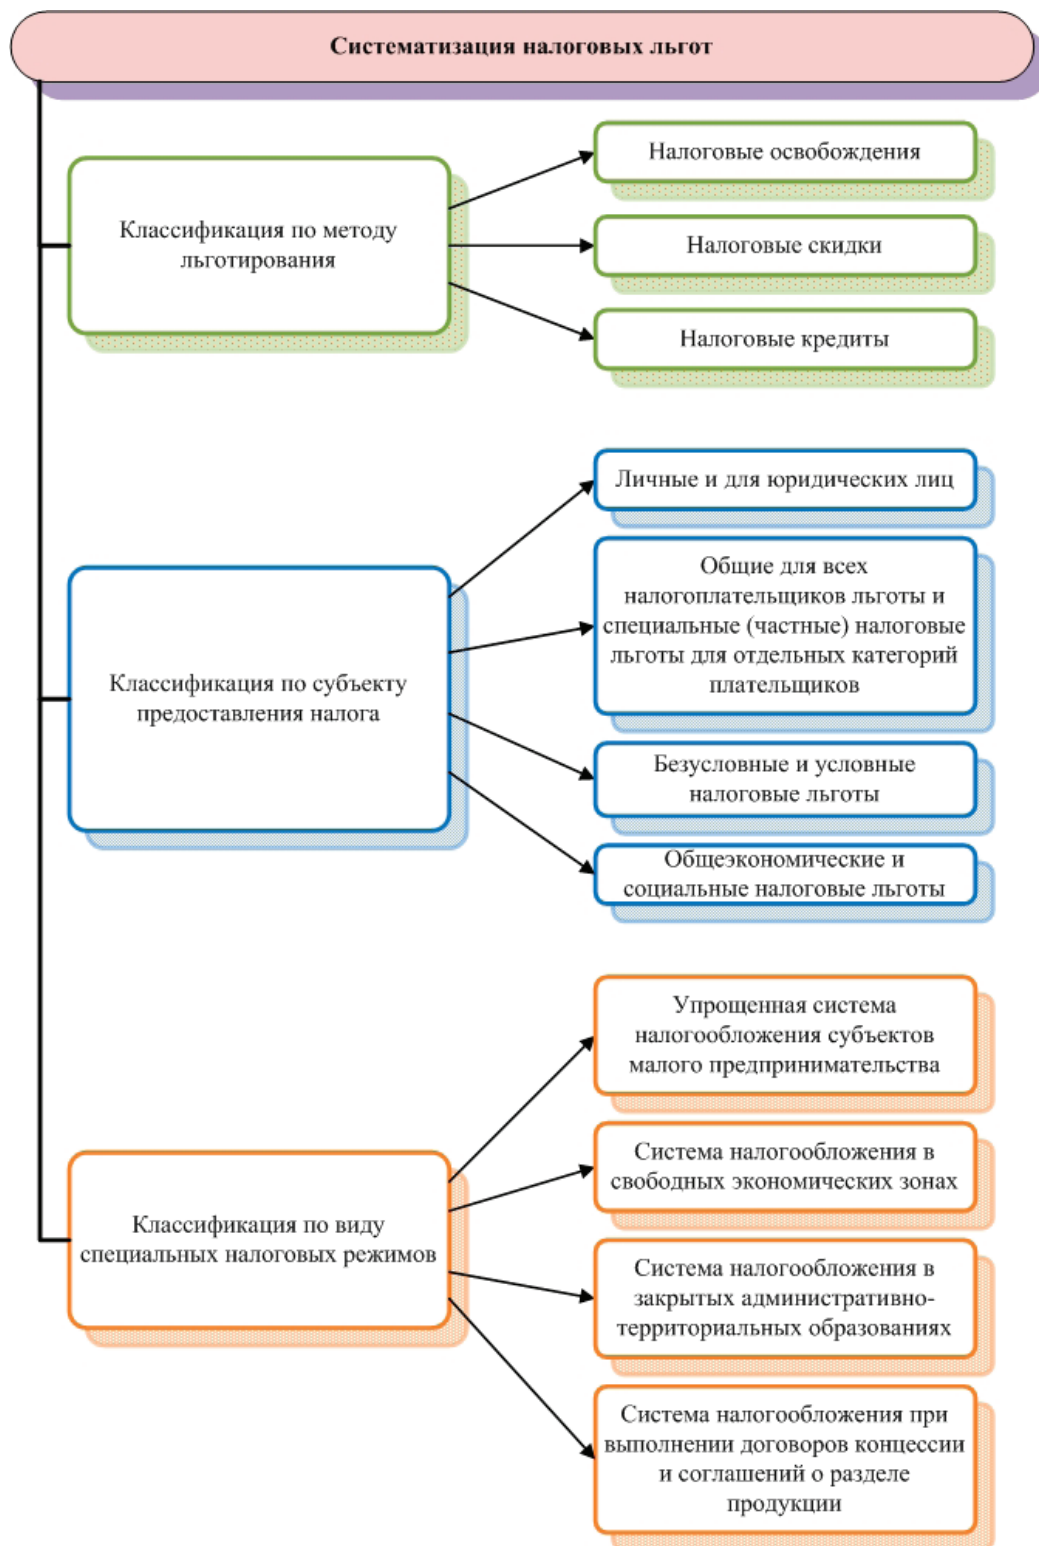 Систематизация налоговых льгот
Классификация по методу
льготирования
Налоговые освобождения
Налоговые скидки
Налоговые кредиты
Классификация по субъекту
предоставления налога
Личные и для юридических лиц
Общие для всех
налогоплательщиков льготы и
специальные (частные) налоговые
льготы для отдельных категорий
плательщиков
Безусловные и условные
налоговые льготы
Общеэкономические и
социальные налоговые льготы
Классификация по виду
специальных налоговых режимов
Упрощенная система
налогообложения субъектов
малого предпринимательства
Система налогообложения в
свободных экономических зонах
Система налогообложения в
закрытых административно-
территориальных образованиях
Система налогообложения при
выполнении договоров концессии
и соглашений о разделе
продукции